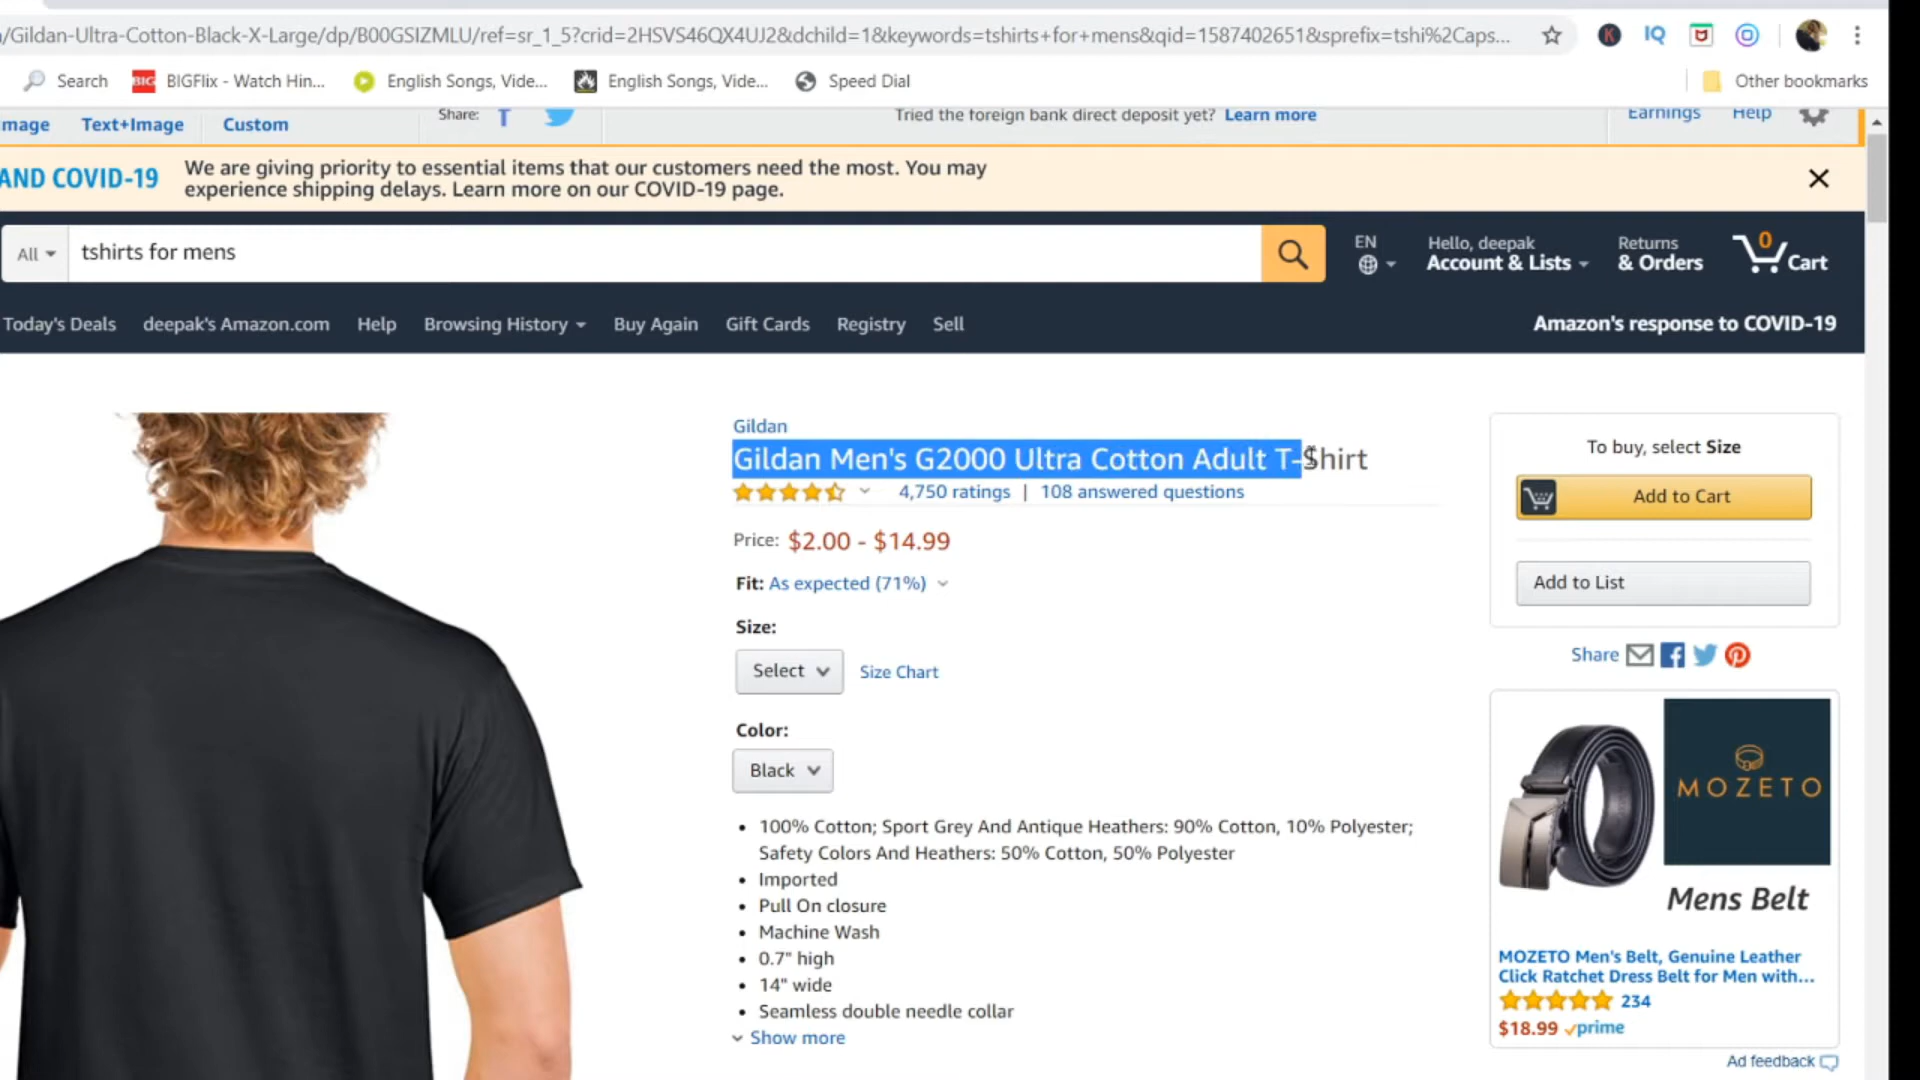 /Gildan-Ultra-Cotton-Black-X-Large/dp/B00GSIZMLU/ref=sr_1_5?crid=2HSVS46QX4UJ2&dchild=1&keywords=tshirts+for+mens&qid=1587402651&sprefix=tshi%2Caps...
Search BIGFlix - Watch Hin... English Songs, Vide... English Songs, Vide... Speed Dial Other bookmarks
mage Text+Image Custom Share: Tried the foreign bank direct deposit yet? Learn more Earnings Help
AND COVID-19
We are giving priority to essential items that our customers need the most. You may
experience shipping delays. Learn more on our COVID-19 page.
All tshirts for mens
EN
Hello, deepak
Account & Lists
Returns
& Orders
0
Cart
Today's Deals deepak's Amazon.com Help Browsing History Buy Again Gift Cards Registry Sell Amazon's response to COVID-19
Gildan
Gildan Men's G2000 Ultra Cotton Adult T-Shirt
4,750 ratings | 108 answered questions
Price: $2.00 - $14.99
Fit: As expected (71%)
Size:
Select Size Chart
Color:
Black
• 100% Cotton; Sport Grey And Antique Heathers: 90% Cotton, 10% Polyester;
Safety Colors And Heathers: 50% Cotton, 50% Polyester
• Imported
• Pull On closure
• Machine Wash
• 0.7" high
• 14" wide
• Seamless double needle collar
Show more
To buy, select Size
Add to Cart
Add to List
Share
MOZETO
Mens Belt
MOZETO Men's Belt, Genuine Leather
Click Ratchet Dress Belt for Men with...
234
$18.99 prime
Ad feedback